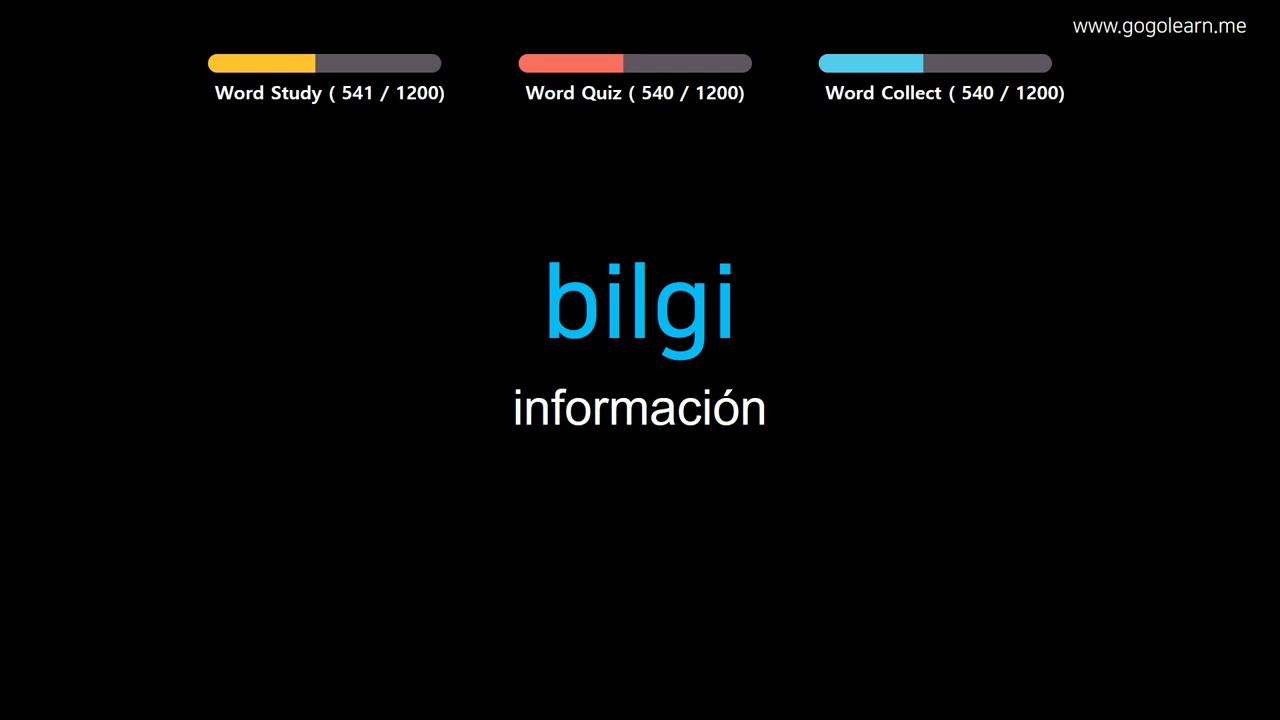 www.gogolearn.me
Word Study ( 541 / 1200)
Word Quiz ( 540 / 1200)
Word Collect ( 540 / 1200)
bilgi
información